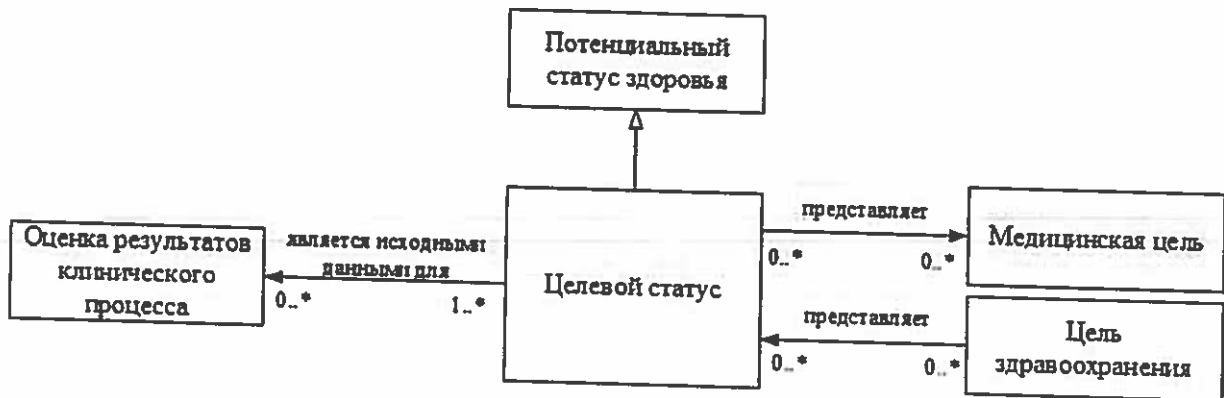 Потенциальный
статус здоровья
представляет
Оценка результатов
клинического
процесса
является исходными
данными для
0..*
1..*
Целевой статус
0..*
0..*
Медицинская цель
представляет
0..*
0..*
Цель
здравоохранения